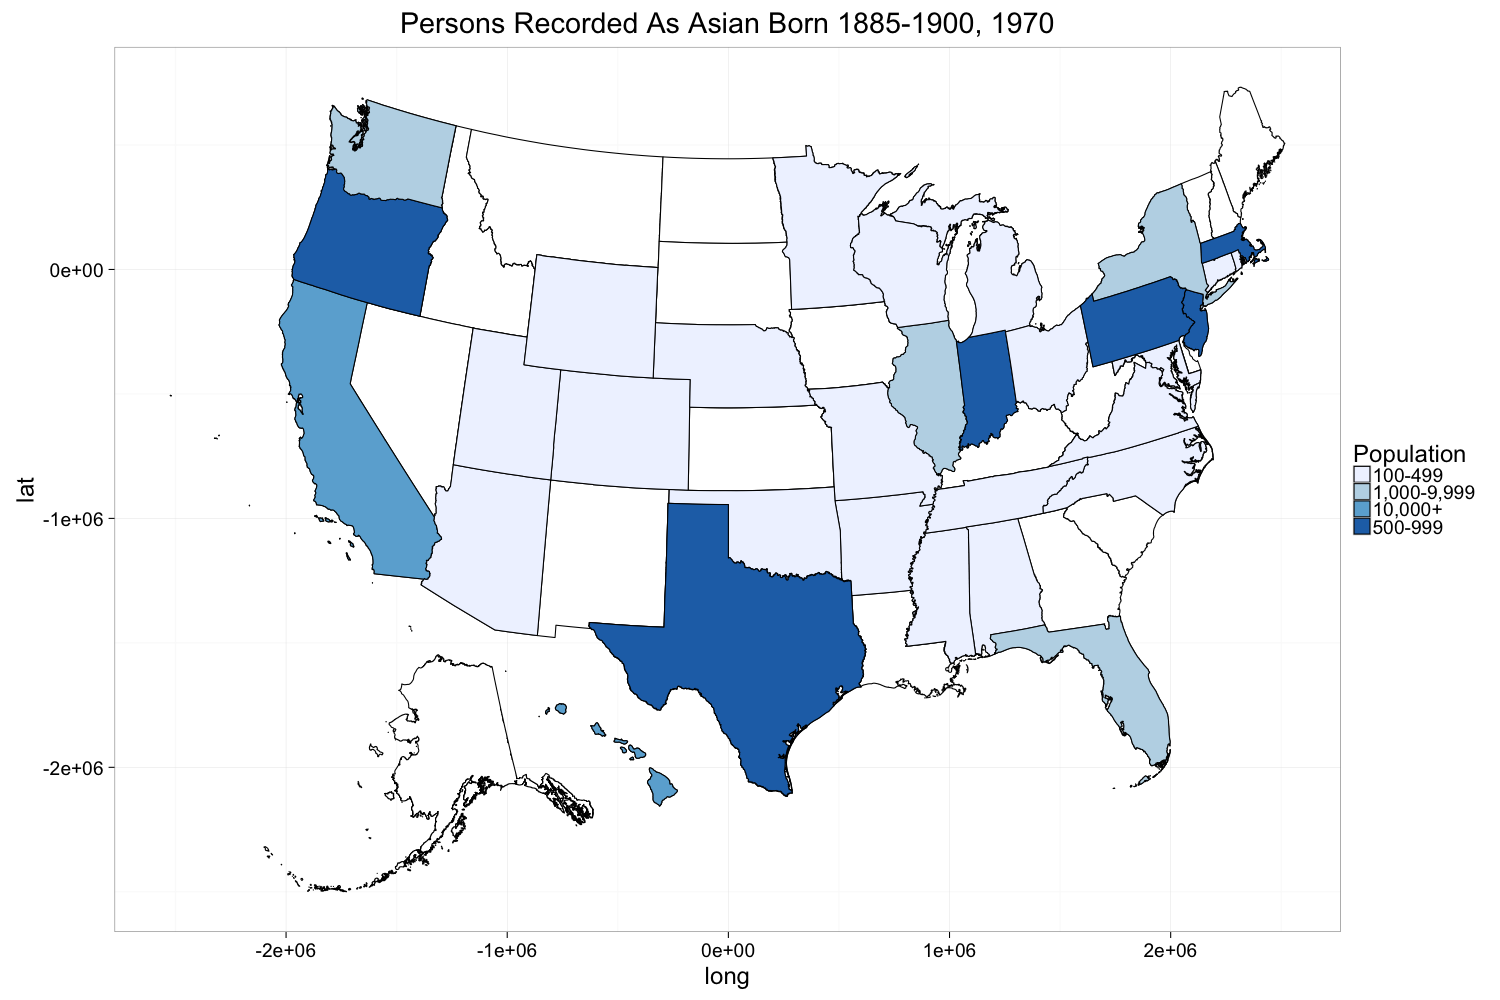 Persons Recorded As Asian Born 1885-1900, 1970
lat
0e+00
-1e+06
-2e+06
-2e+06
-1e+06
0e+00
1e+06
2e+06
long
Population
100-499
1,000-9,999
10,000+
500-999